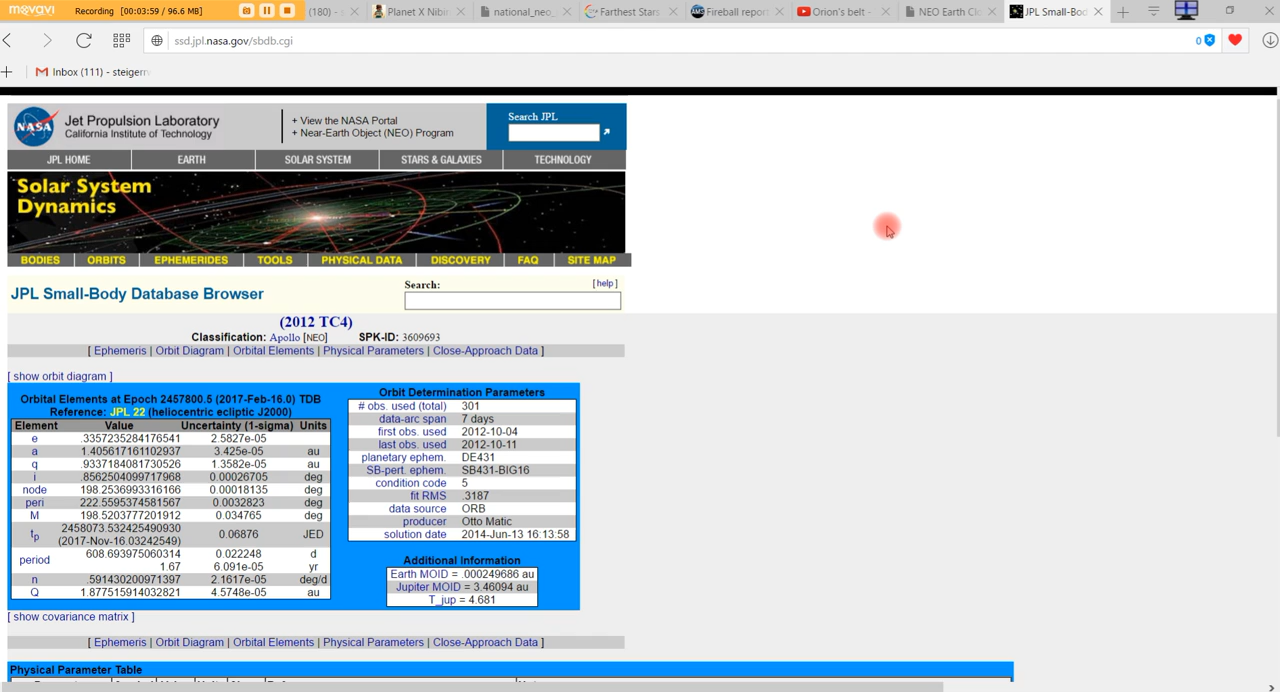 movavi Recording [00:03:59 / 96.6 MB] (180) - Planet X Nibir national_neo_ Farthest Stars Fireball report Orion's belt - NEO Earth Clo JPL Small-Bod
ssd.jpl.nasa.gov/sbdb.cgi 0
Inbox (111) - steigerw
NASA Jet Propulsion Laboratory
California Institute of Technology
+ View the NASA Portal
+ Near-Earth Object (NEO) Program
Search JPL
JPL HOME EARTH SOLAR SYSTEM STARS & GALAXIES TECHNOLOGY
Solar System
Dynamics
BODIES ORBITS EPHEMERIDES TOOLS PHYSICAL DATA DISCOVERY FAQ SITE MAP
JPL Small-Body Database Browser
Search: [ help ]
(2012 TC4)
Classification: Apollo [NEO] SPK-ID: 3609693
[ Ephemeris | Orbit Diagram | Orbital Elements | Physical Parameters | Close-Approach Data ]
[ show orbit diagram ]
Orbital Elements at Epoch 2457800.5 (2017-Feb-16.0) TDB
Reference: JPL 22 (heliocentric ecliptic J2000)
Element Value Uncertainty (1-sigma) Units
e .3357235284176541 2.5827e-05
a 1.405617161102937 3.425e-05 au
q .9337184081730526 1.3582e-05 au
i .8562504099717968 0.00026705 deg
node 198.2536993316166 0.00018135 deg
peri 222.5595374581567 0.0032823 deg
M 198.5203777201912 0.034765 deg
tp 2458073.532425490930
(2017-Nov-16.03242549) 0.06876 JED
period 608.693975060314 0.022248 d
1.67 6.091e-05 yr
n .591430200971397 2.1617e-05 deg/d
Q 1.877515914032821 4.5748e-05 au
Orbit Determination Parameters
# obs. used (total) 301
data-arc span 7 days
first obs. used 2012-10-04
last obs. used 2012-10-11
planetary ephem. DE431
SB-pert. ephem. SB431-BIG16
condition code 5
fit RMS .3187
data source ORB
producer Otto Matic
solution date 2014-Jun-13 16:13:58
Additional Information
Earth MOID = .000249686 au
Jupiter MOID = 3.46094 au
T_jup = 4.681
[ show covariance matrix ]
[ Ephemeris | Orbit Diagram | Orbital Elements | Physical Parameters | Close-Approach Data ]
Physical Parameter Table